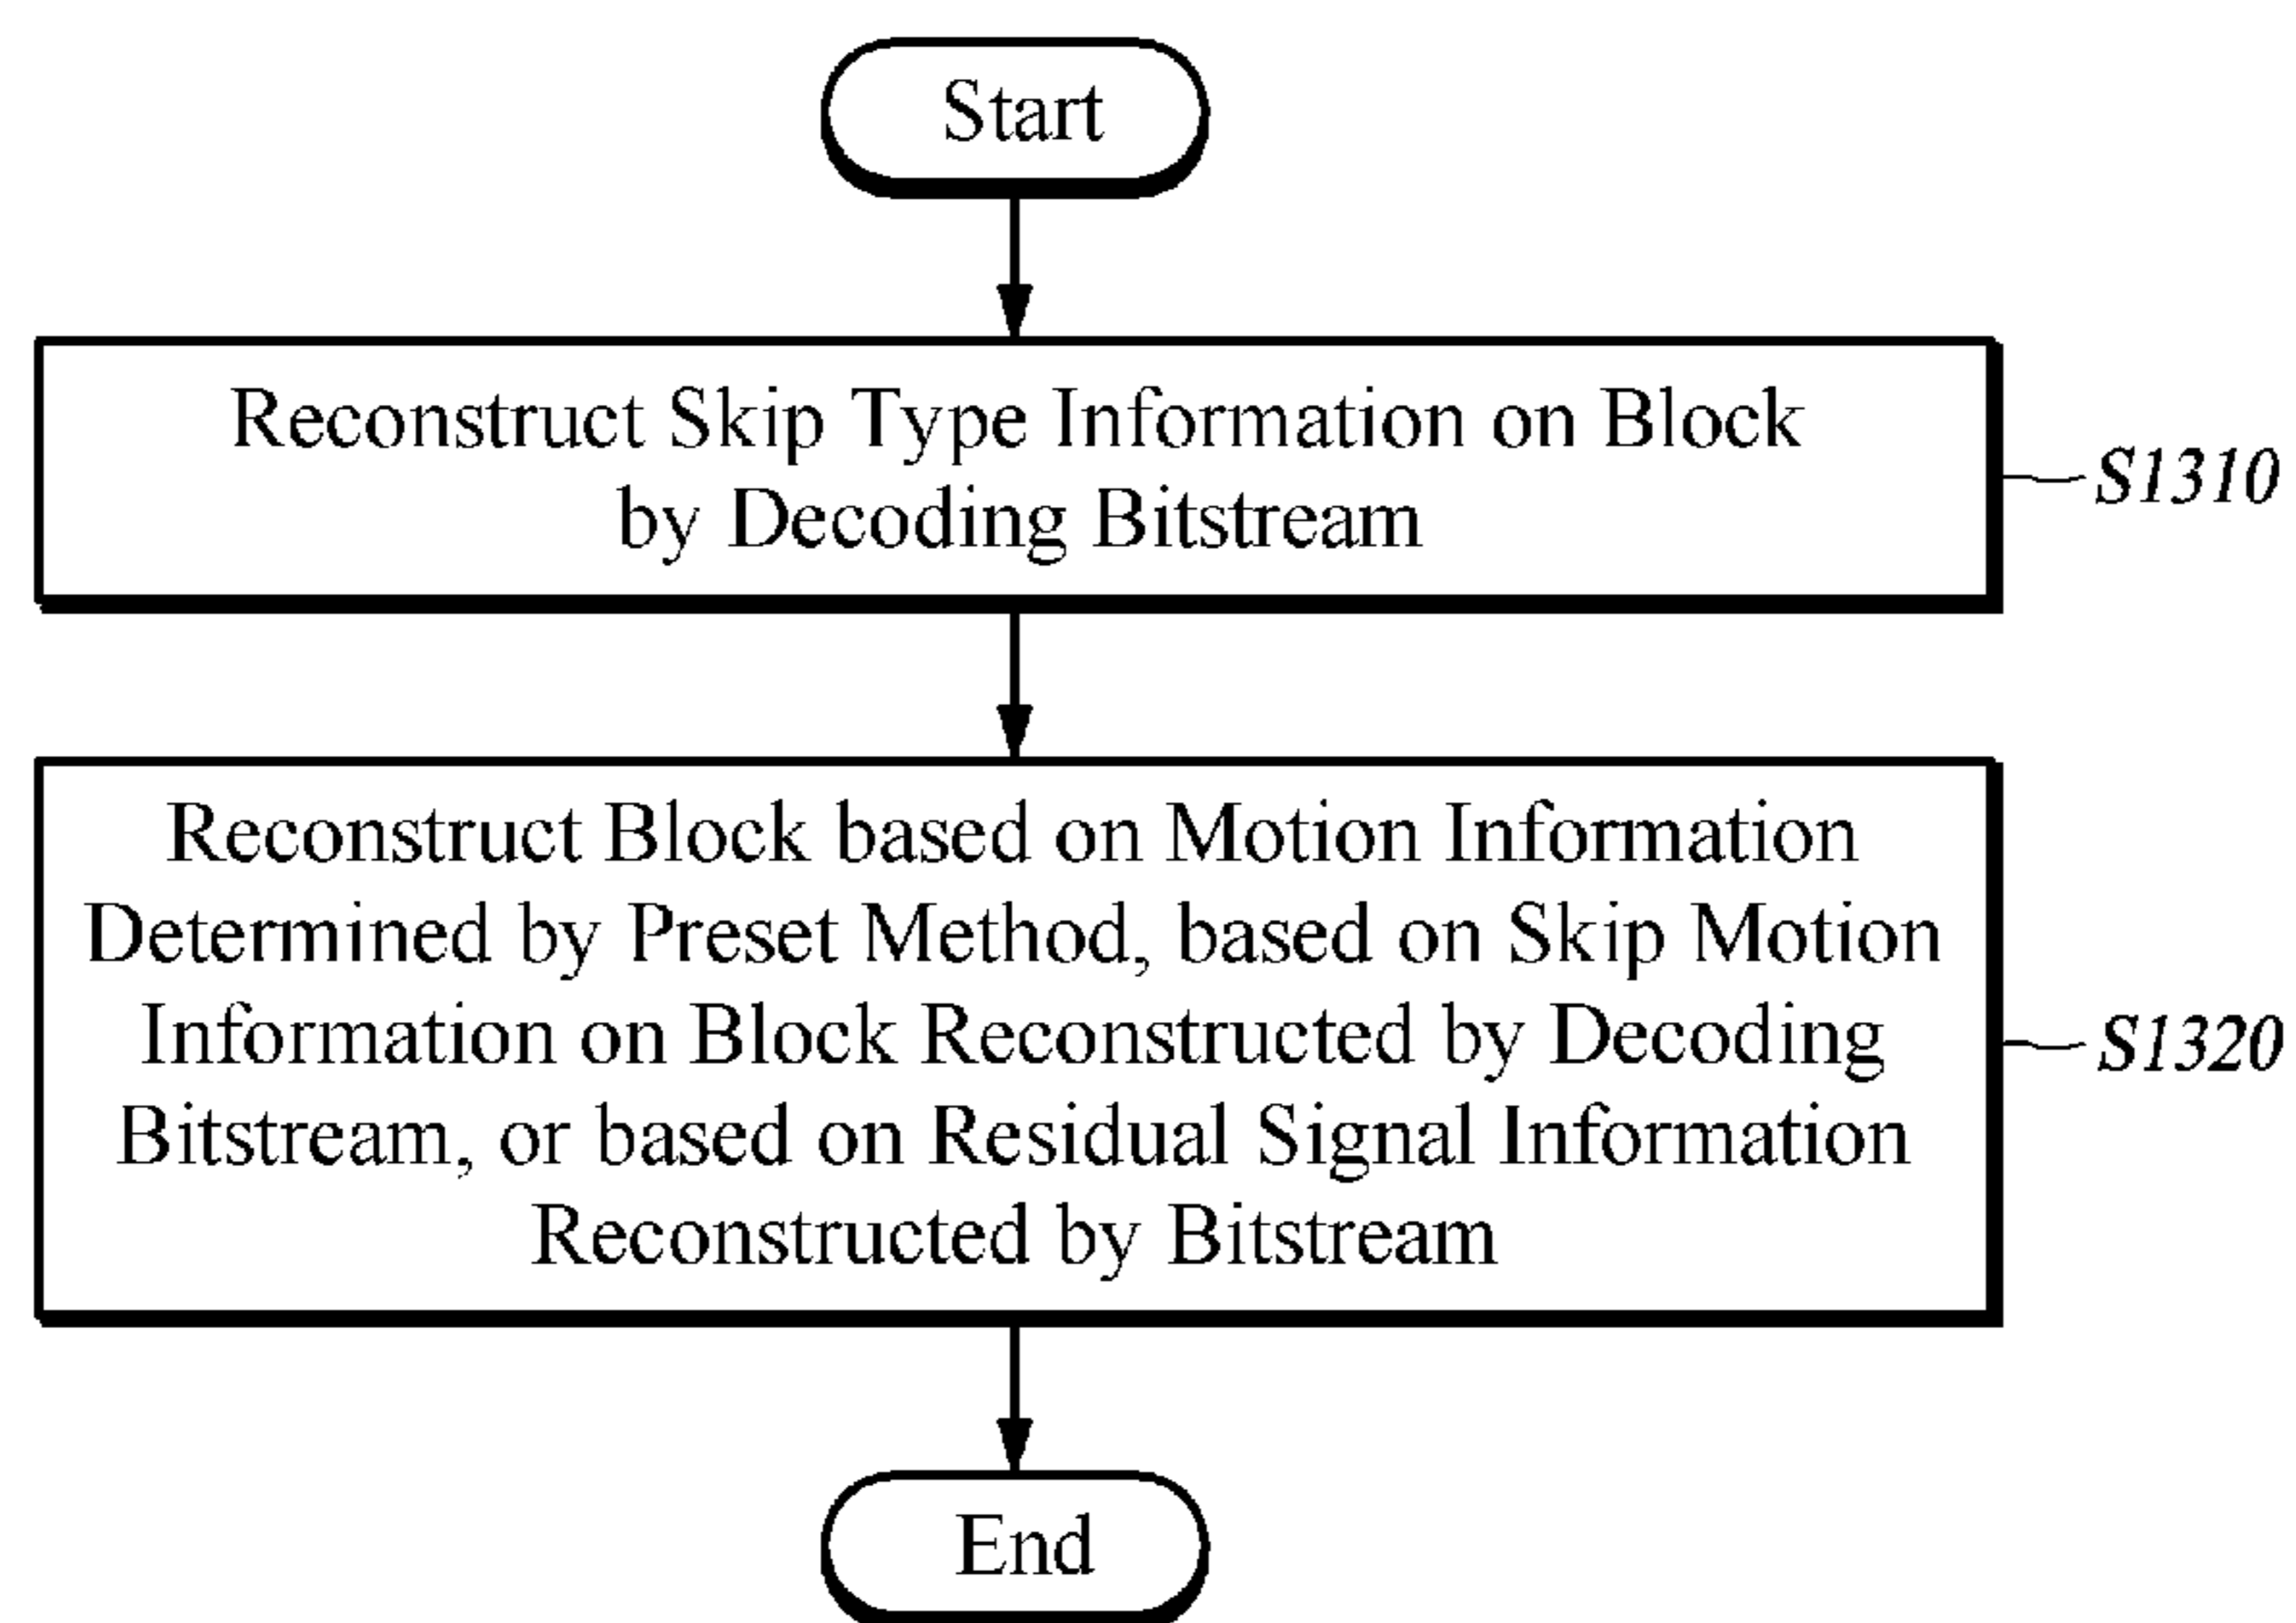 Start
Reconstruct Skip Type Information on Block
by Decoding Bitstream
S1310
Reconstruct Block based on Motion Information
Determined by Preset Method, based on Skip Motion
Information on Block Reconstructed by Decoding
Bitstream, or based on Residual Signal Information
Reconstructed by Bitstream
S1320
End